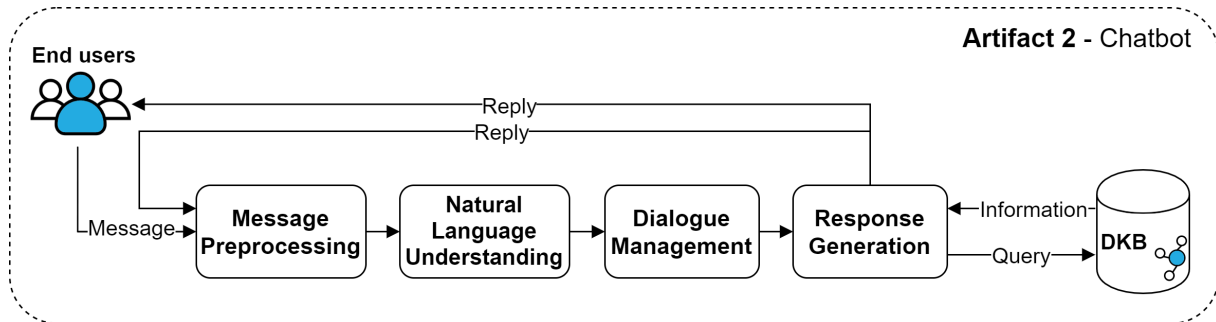 Artifact 2 - Chatbot
End users
Reply
Reply
Message
Message
Preprocessing
Natural
Language
Understanding
Dialogue
Management
Response
Generation
Information
Query
DKB